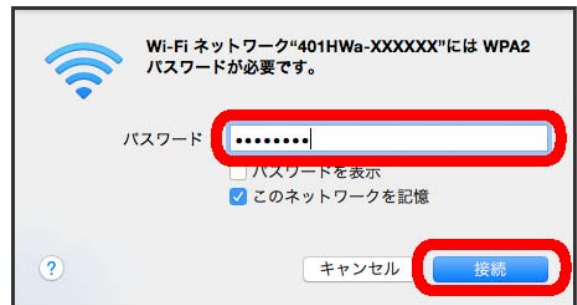 Wi-Fi ネットワーク“401HWa-XXXXXX”には WPA2
パスワードが必要です。
パスワード ••••••••
パスワードを表示
このネットワークを記憶
? キャンセル 接続